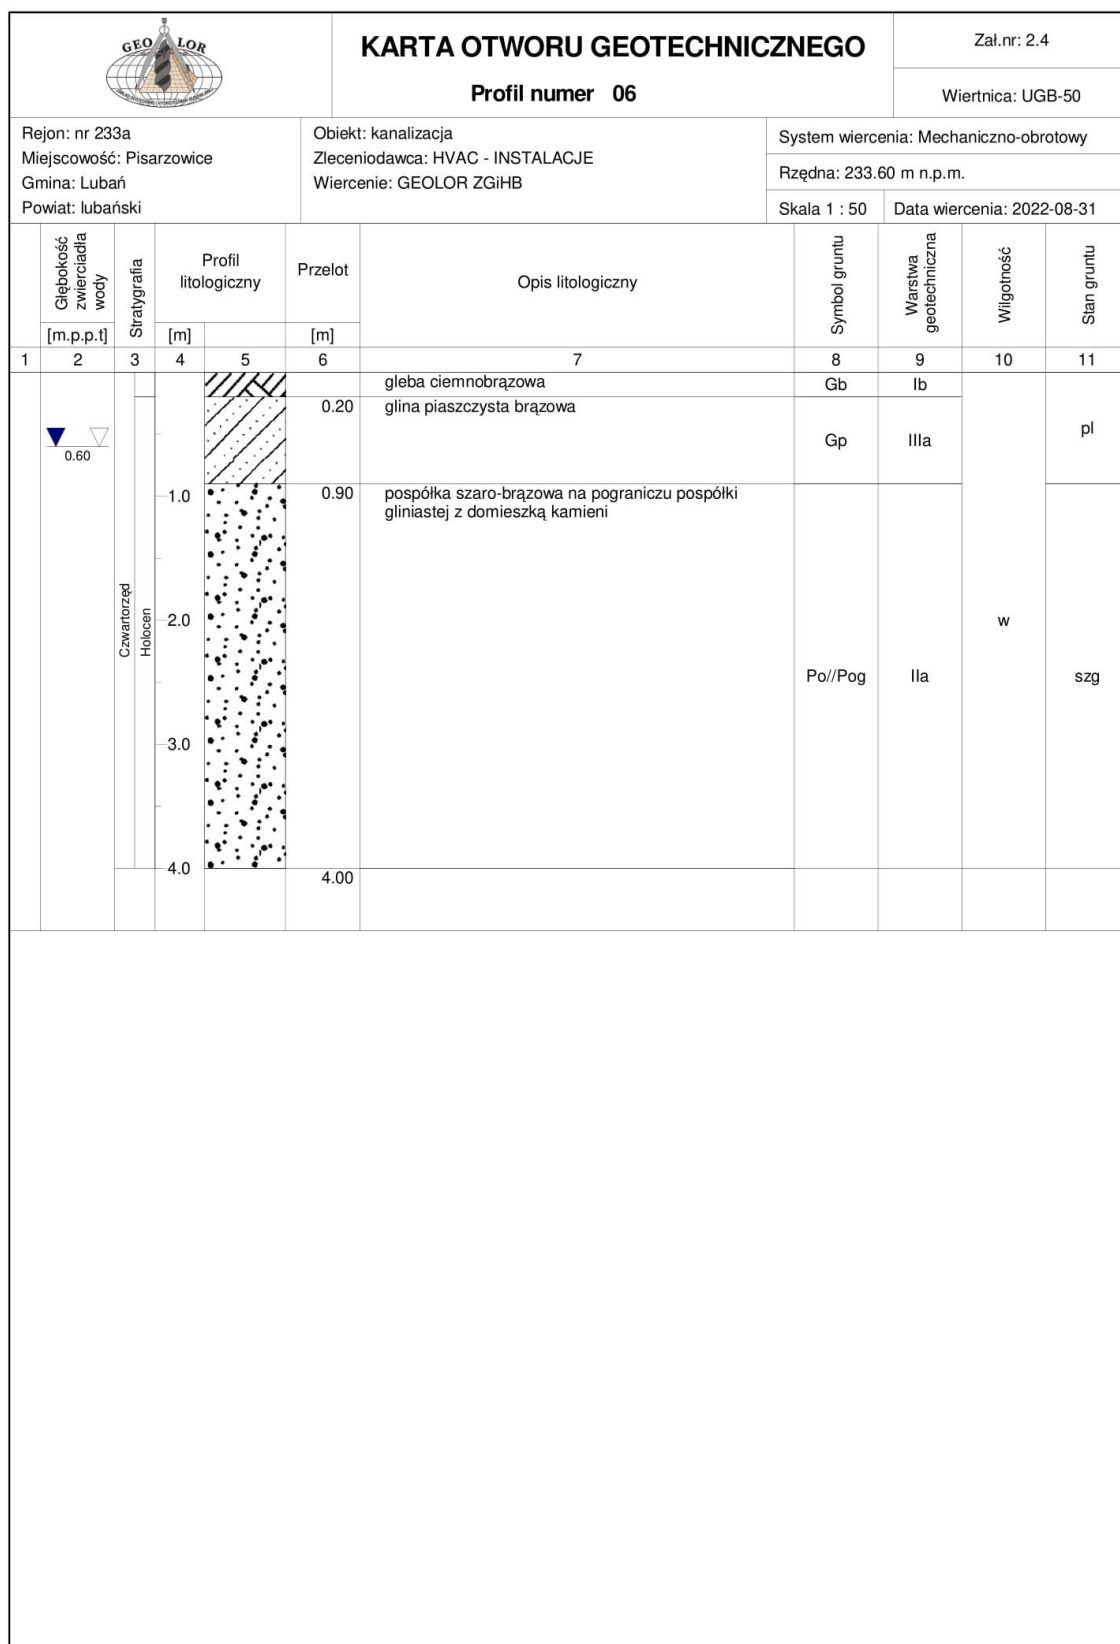 GEO LOR
KARTA OTWORU GEOTECHNICZNEGO
Profil numer 06
Zał.nr: 2.4
Wiertnica: UGB-50
Rejon: nr 233a
Miejscowość: Pisarzowice
Gmina: Lubań
Powiat: lubański
Obiekt: kanalizacja
Zleceniodawca: HVAC - INSTALACJE
Wiercenie: GEOLOR ZGiHB
System wiercenia: Mechaniczno-obrotowy
Rzędna: 233.60 m n.p.m.
Skala 1 : 50
Data wiercenia: 2022-08-31
Głębokość
zwierciadła
wody
[m.p.p.t]
Stratygrafia
Profil
litologiczny
[m]
Przelot
[m]
Opis litologiczny
Symbol gruntu
Warstwa
geotechniczna
Wilgotność
Stan gruntu
1 2 3 4 5 6 7 8 9 10 11
gleba ciemnobrązowa Gb Ib
0.20 glina piaszczysta brązowa
pl
Gp IIIa
0.60
1.0 0.90 pospółka szaro-brązowa na pograniczu pospółki
gliniastej z domieszką kamieni
Czwartorzęd
Holocen
2.0 w
Po//Pog IIa szg
3.0
4.0
4.00